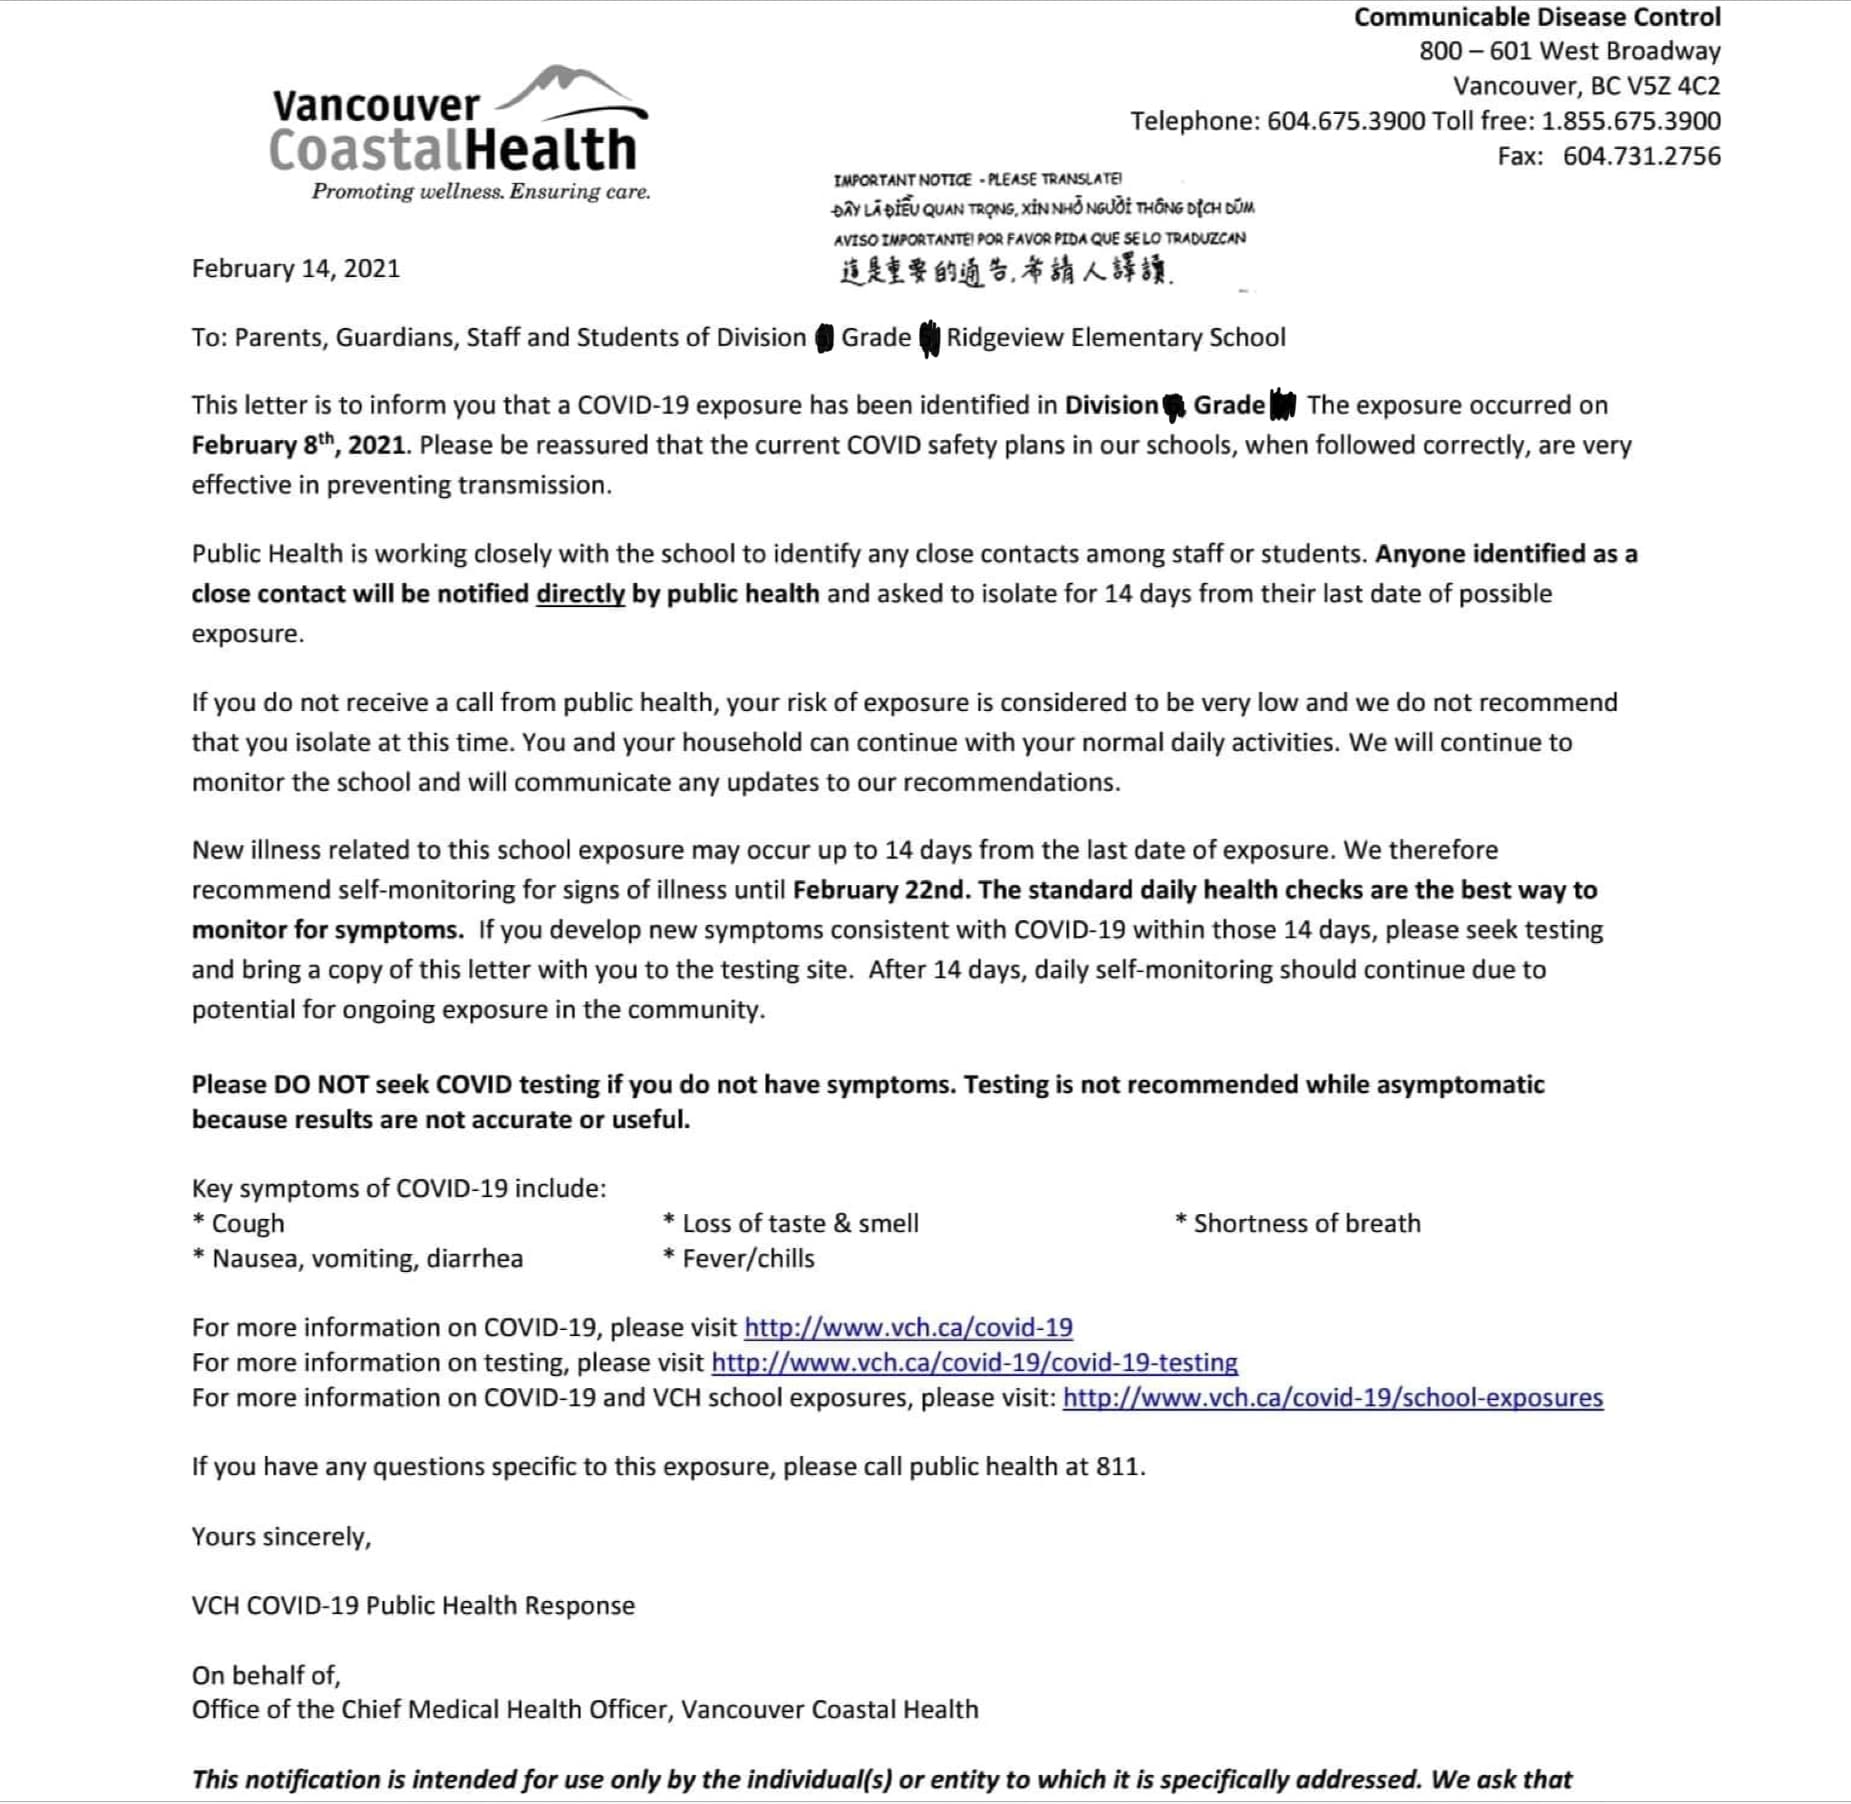 Communicable Disease Control
800 – 601 West Broadway
Vancouver, BC V5Z 4C2
Telephone: 604.675.3900 Toll free: 1.855.675.3900
Fax: 604.731.2756
Vancouver
CoastalHealth
Promoting wellness. Ensuring care.
IMPORTANT NOTICE - PLEASE TRANSLATE!
ĐÂY LÀ ĐIỀU QUAN TRỌNG, XIN NHỜ NGƯỜI THÔNG DỊCH DÙM
AVISO IMPORTANTE! POR FAVOR PIDA QUE SE LO TRADUZCAN
這是重要的通告,希請人譯讀.
February 14, 2021
To: Parents, Guardians, Staff and Students of Division Grade Ridgeview Elementary School
This letter is to inform you that a COVID-19 exposure has been identified in Division Grade The exposure occurred on
February 8th, 2021. Please be reassured that the current COVID safety plans in our schools, when followed correctly, are very
effective in preventing transmission.
Public Health is working closely with the school to identify any close contacts among staff or students. Anyone identified as a
close contact will be notified directly by public health and asked to isolate for 14 days from their last date of possible
exposure.
If you do not receive a call from public health, your risk of exposure is considered to be very low and we do not recommend
that you isolate at this time. You and your household can continue with your normal daily activities. We will continue to
monitor the school and will communicate any updates to our recommendations.
New illness related to this school exposure may occur up to 14 days from the last date of exposure. We therefore
recommend self-monitoring for signs of illness until February 22nd. The standard daily health checks are the best way to
monitor for symptoms. If you develop new symptoms consistent with COVID-19 within those 14 days, please seek testing
and bring a copy of this letter with you to the testing site. After 14 days, daily self-monitoring should continue due to
potential for ongoing exposure in the community.
Please DO NOT seek COVID testing if you do not have symptoms. Testing is not recommended while asymptomatic
because results are not accurate or useful.
Key symptoms of COVID-19 include:
* Cough * Loss of taste & smell * Shortness of breath
* Nausea, vomiting, diarrhea * Fever/chills
For more information on COVID-19, please visit http://www.vch.ca/covid-19
For more information on testing, please visit http://www.vch.ca/covid-19/covid-19-testing
For more information on COVID-19 and VCH school exposures, please visit: http://www.vch.ca/covid-19/school-exposures
If you have any questions specific to this exposure, please call public health at 811.
Yours sincerely,
VCH COVID-19 Public Health Response
On behalf of,
Office of the Chief Medical Health Officer, Vancouver Coastal Health
This notification is intended for use only by the individual(s) or entity to which it is specifically addressed. We ask that